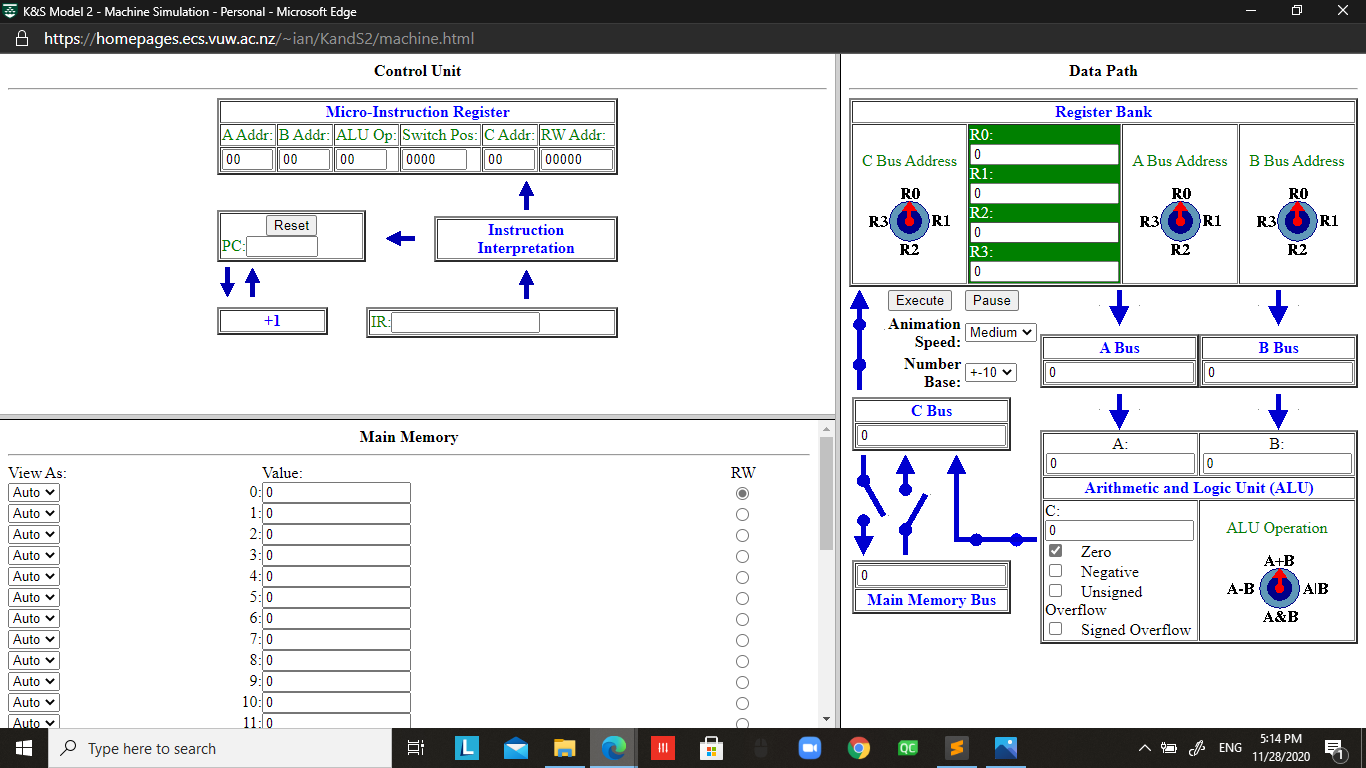 K&S Model 2 - Machine Simulation - Personal - Microsoft Edge
https://homepages.ecs.vuw.ac.nz/~ian/KandS2/machine.html
Control Unit
Micro-Instruction Register
A Addr: B Addr: ALU Op: Switch Pos: C Addr: RW Addr:
00 00 00 0000 00 00000
Reset
PC:
Instruction
Interpretation
+1
IR:
Main Memory
View As: Value: RW
Auto 0: 0
Auto 1: 0
Auto 2: 0
Auto 3: 0
Auto 4: 0
Auto 5: 0
Auto 6: 0
Auto 7: 0
Auto 8: 0
Auto 9: 0
Auto 10: 0
Auto 11: 0
Data Path
Register Bank
C Bus Address
R0
R3 R1
R2
R0:
0
R1:
0
R2:
0
R3:
0
A Bus Address
R0
R3 R1
R2
B Bus Address
R0
R3 R1
R2
Execute Pause
Animation
Speed: Medium
Number
Base: +-10
A Bus
0
B Bus
0
C Bus
0
A: B:
0 0
Arithmetic and Logic Unit (ALU)
C:
0
Zero
Negative
Unsigned
Overflow
Signed Overflow
ALU Operation
A+B
A-B A|B
A&B
0
Main Memory Bus
Type here to search
L
QC
ENG
5:14 PM
11/28/2020
1